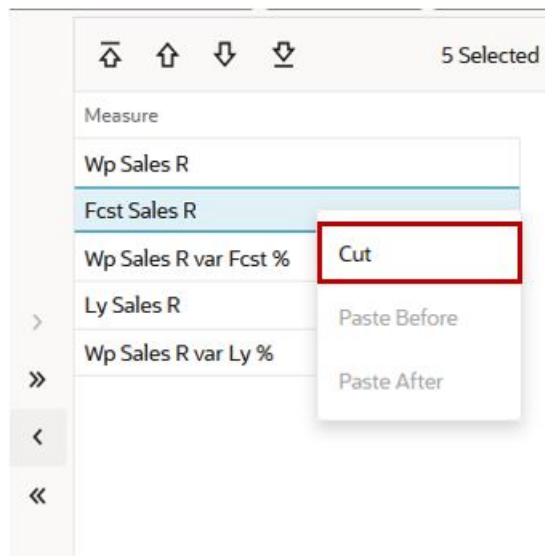 5 Selected
Measure
Wp Sales R
Fcst Sales R
Wp Sales R var Fcst %
Cut
Ly Sales R
Paste Before
Wp Sales R var Ly %
Paste After